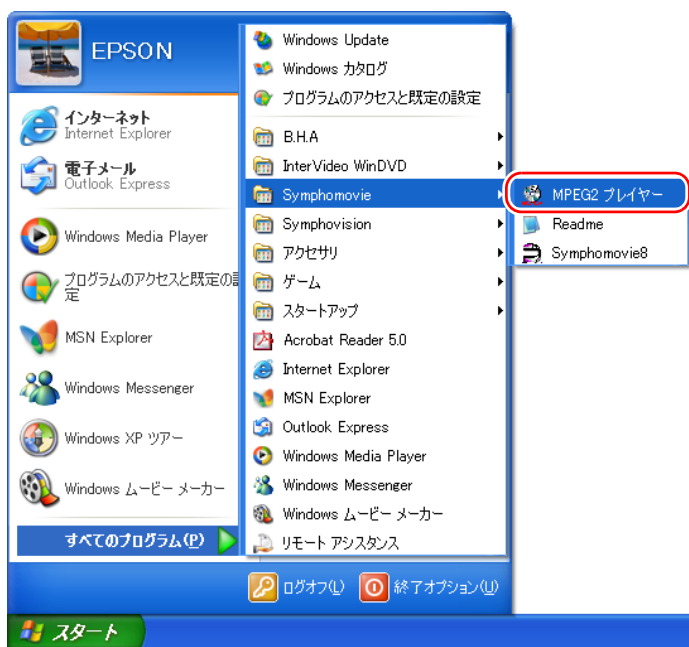 EPSON
インターネット
Internet Explorer
電子メール
Outlook Express
Windows Media Player
プログラムのアクセスと既定の設
定
MSN Explorer
Windows Messenger
Windows XP ツアー
Windows ムービー メーカー
すべてのプログラム(P)
Windows Update
Windows カタログ
プログラムのアクセスと既定の設定
B.H.A
InterVideo WinDVD
Symphomovie
Symphovision
アクセサリ
ゲーム
スタートアップ
Acrobat Reader 5.0
Internet Explorer
MSN Explorer
Outlook Express
Windows Media Player
Windows Messenger
Windows ムービー メーカー
リモート アシスタンス
MPEG2 プレイヤー
Readme
Symphomovie8
ログオフ(L)
終了オプション(U)
スタート